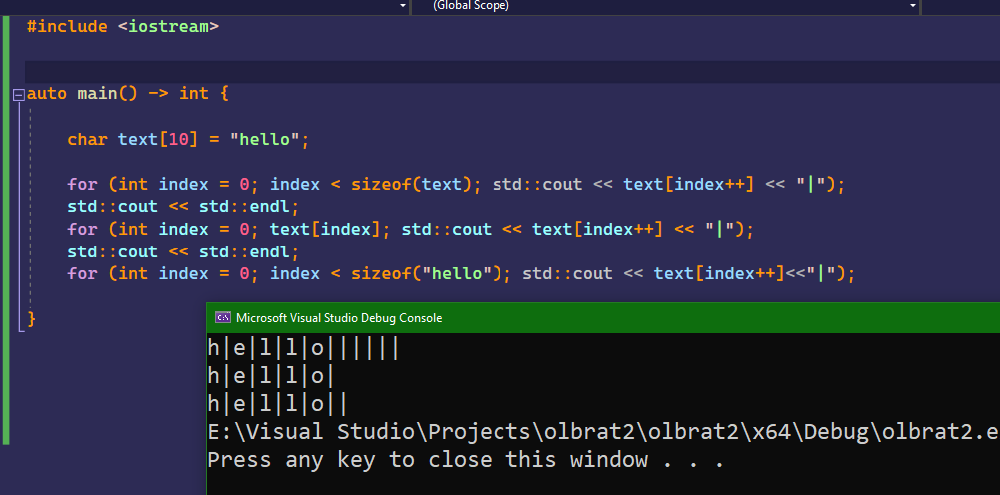 (Global Scope)
#include <iostream>
auto main() -> int {
char text[10] = "hello";
for (int index = 0; index < sizeof(text); std::cout << text[index++] << "|");
std::cout << std::endl;
for (int index = 0; text[index]; std::cout << text[index++] << "|");
std::cout << std::endl;
for (int index = 0; index < sizeof("hello"); std::cout << text[index++]<<"|");
}
Microsoft Visual Studio Debug Console
h|e|l|l|o||||||
h|e|l|l|o|
h|e|l|l|o||
E:\Visual Studio\Projects\olbrat2\olbrat2\x64\Debug\olbrat2.e
Press any key to close this window . . .